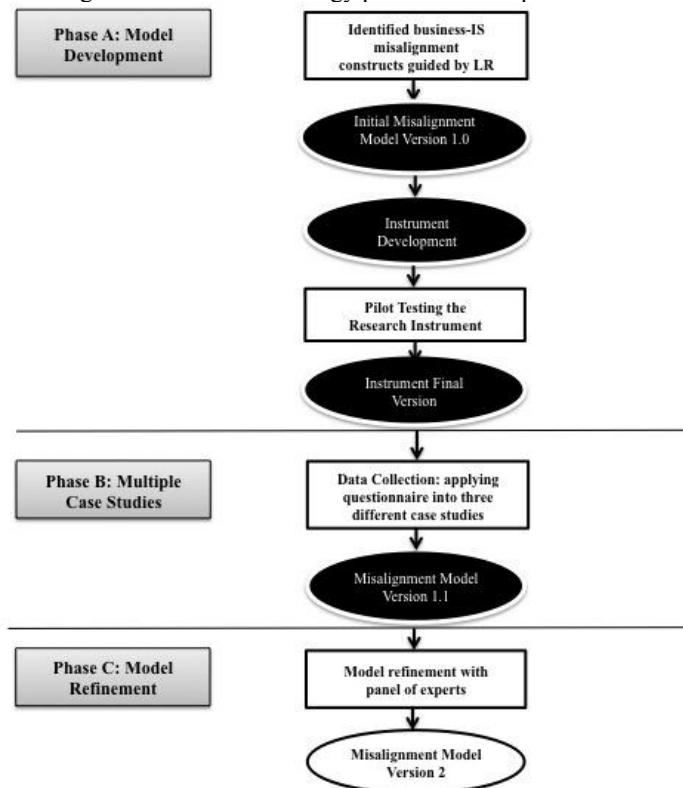 Phase A: Model
Development
Identified business-IS
misalignment
constructs guided by LR
Initial Misalignment
Model Version 1.0
Instrument
Development
Pilot Testing the
Research Instrument
Instrument Final
Version
Phase B: Multiple
Case Studies
Data Collection: applying
questionnaire into three
different case studies
Misalignment Model
Version 1.1
Phase C: Model
Refinement
Model refinement with
panel of experts
Misalignment Model
Version 2